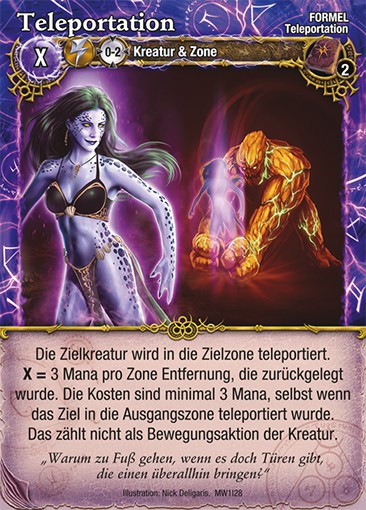 Teleportation
FORMEL
Teleportation
X
0-2
Kreatur & Zone
2
Die Zielkreatur wird in die Zielzone teleportiert.
X = 3 Mana pro Zone Entfernung, die zurückgelegt
wurde. Die Kosten sind minimal 3 Mana, selbst wenn
das Ziel in die Ausgangszone teleportiert wurde.
Das zählt nicht als Bewegungsaktion der Kreatur.
„Warum zu Fuß gehen, wenn es doch Türen gibt,
die einen überallhin bringen?“
Illustration: Nick Deligaris. MW1I28